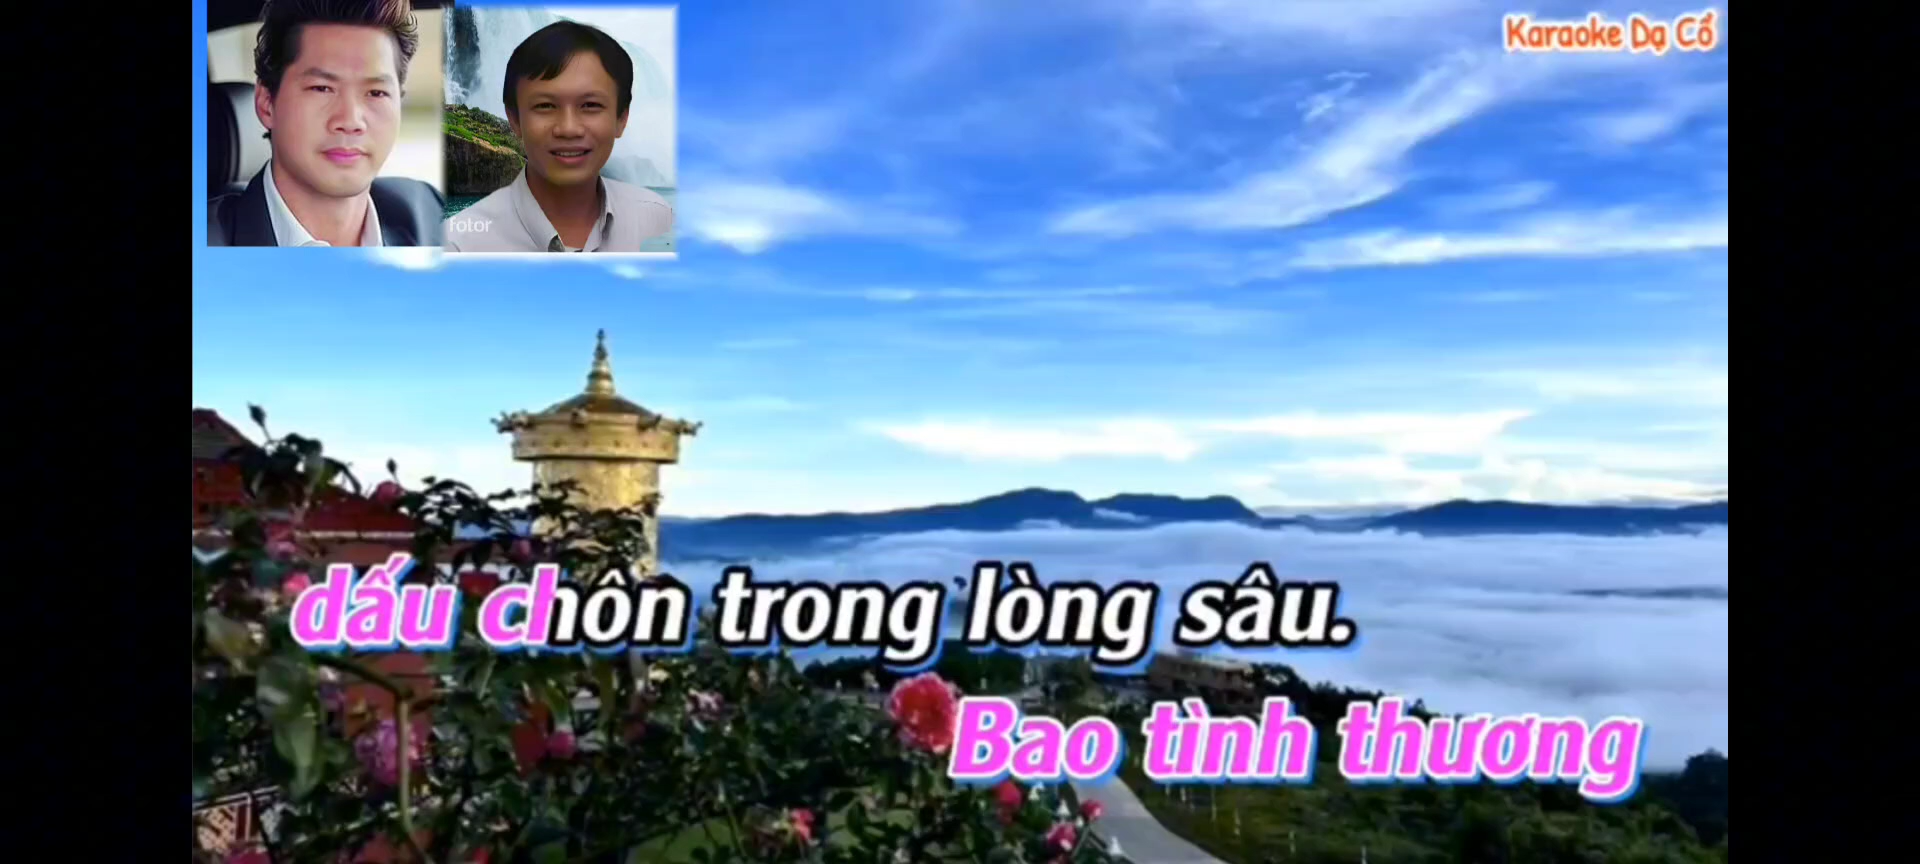 Karaoke Dạ Cổ
fotor
dấu chôn trong lòng sâu.
Bao tình thương